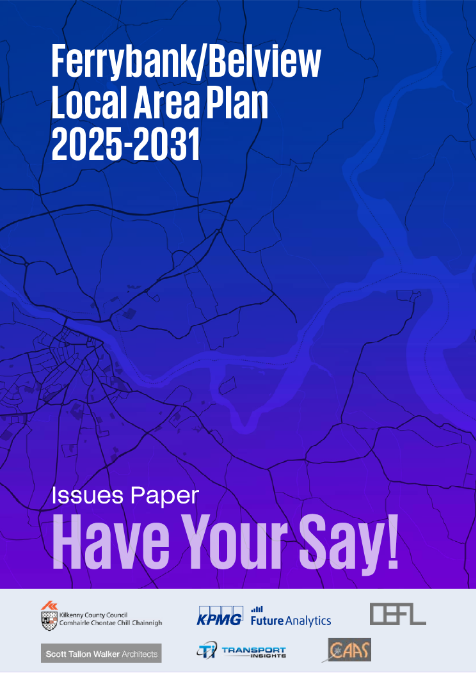 Ferrybank/Belview
Local Area Plan
2025-2031
Issues Paper
Have Your Say!
Kilkenny County Council
Comhairle Chontae Chill Chainnigh
KPMG Future Analytics
Scott Tallon Walker Architects
TRANSPORT
INSIGHTS
CAAS